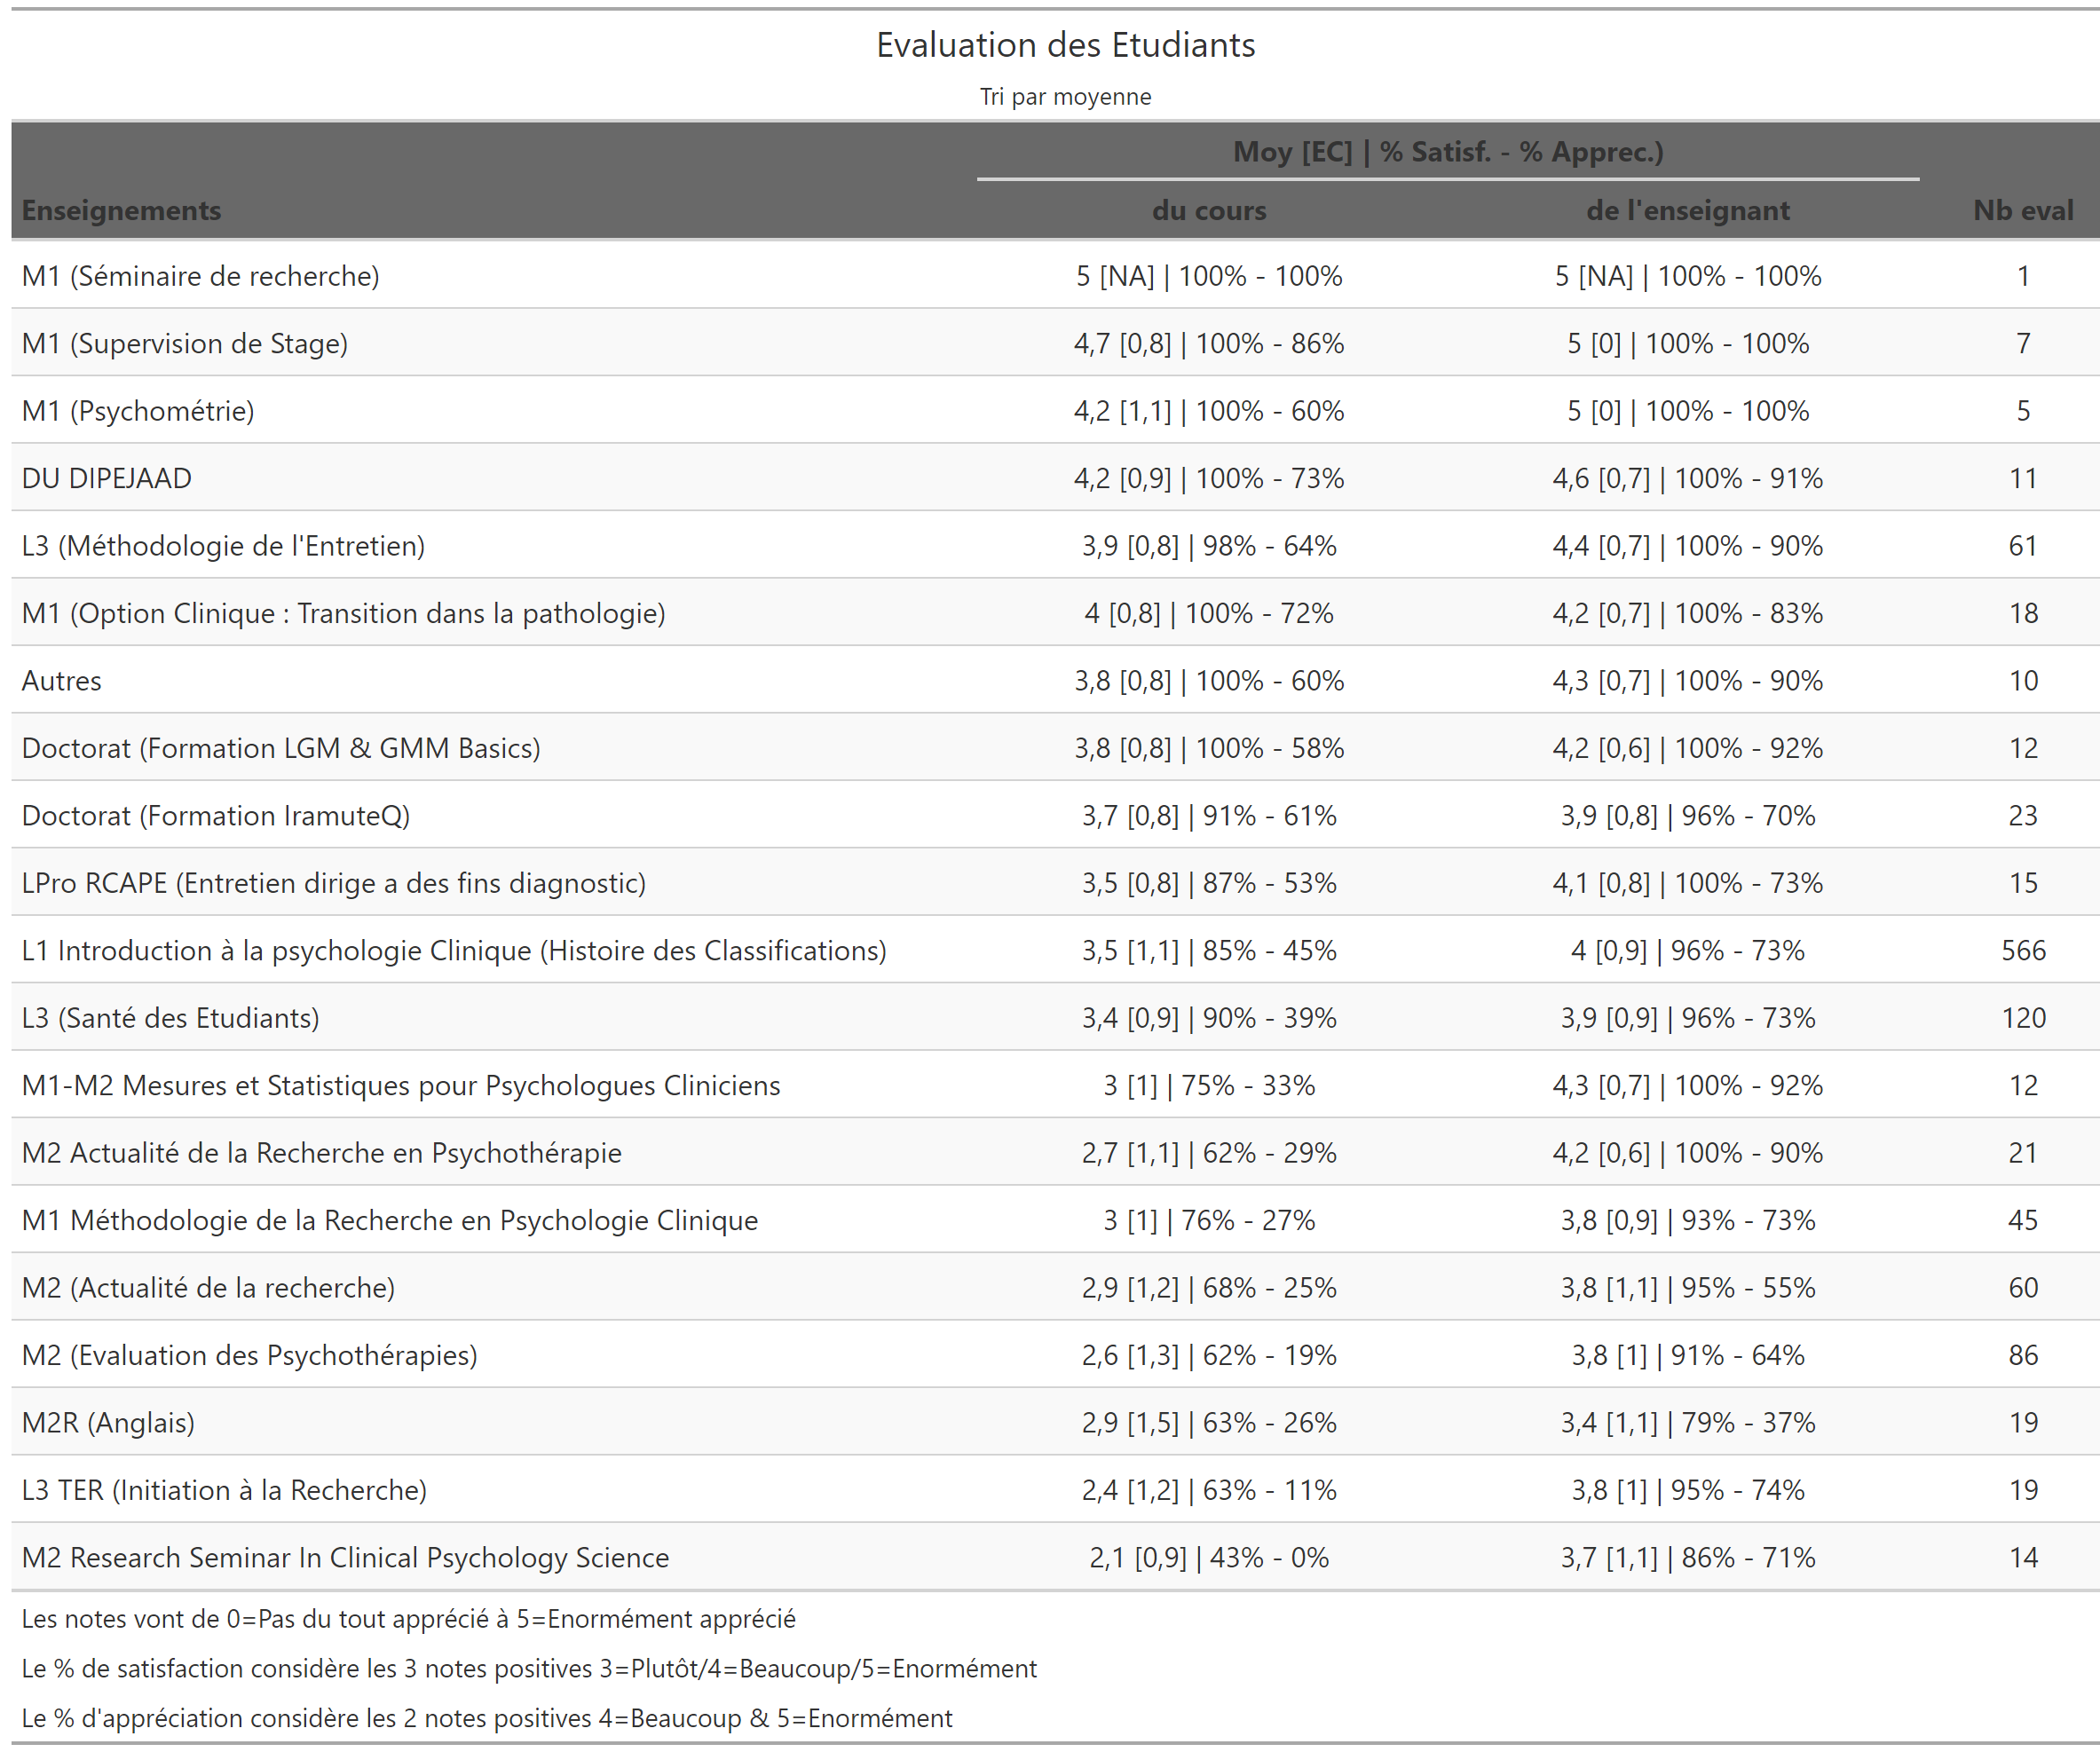 Evaluation des Etudiants
Tri par moyenne
Moy [EC] | % Satisf. - % Apprec.)
Enseignements du cours de l'enseignant Nb eval
M1 (Séminaire de recherche) 5 [NA] | 100% - 100% 5 [NA] | 100% - 100% 1
M1 (Supervision de Stage) 4,7 [0,8] | 100% - 86% 5 [0] | 100% - 100% 7
M1 (Psychométrie) 4,2 [1,1] | 100% - 60% 5 [0] | 100% - 100% 5
DU DIPEJAAD 4,2 [0,9] | 100% - 73% 4,6 [0,7] | 100% - 91% 11
L3 (Méthodologie de l'Entretien) 3,9 [0,8] | 98% - 64% 4,4 [0,7] | 100% - 90% 61
M1 (Option Clinique : Transition dans la pathologie) 4 [0,8] | 100% - 72% 4,2 [0,7] | 100% - 83% 18
Autres 3,8 [0,8] | 100% - 60% 4,3 [0,7] | 100% - 90% 10
Doctorat (Formation LGM & GMM Basics) 3,8 [0,8] | 100% - 58% 4,2 [0,6] | 100% - 92% 12
Doctorat (Formation IramuteQ) 3,7 [0,8] | 91% - 61% 3,9 [0,8] | 96% - 70% 23
LPro RCAPE (Entretien dirige a des fins diagnostic) 3,5 [0,8] | 87% - 53% 4,1 [0,8] | 100% - 73% 15
L1 Introduction à la psychologie Clinique (Histoire des Classifications) 3,5 [1,1] | 85% - 45% 4 [0,9] | 96% - 73% 566
L3 (Santé des Etudiants) 3,4 [0,9] | 90% - 39% 3,9 [0,9] | 96% - 73% 120
M1-M2 Mesures et Statistiques pour Psychologues Cliniciens 3 [1] | 75% - 33% 4,3 [0,7] | 100% - 92% 12
M2 Actualité de la Recherche en Psychothérapie 2,7 [1,1] | 62% - 29% 4,2 [0,6] | 100% - 90% 21
M1 Méthodologie de la Recherche en Psychologie Clinique 3 [1] | 76% - 27% 3,8 [0,9] | 93% - 73% 45
M2 (Actualité de la recherche) 2,9 [1,2] | 68% - 25% 3,8 [1,1] | 95% - 55% 60
M2 (Evaluation des Psychothérapies) 2,6 [1,3] | 62% - 19% 3,8 [1] | 91% - 64% 86
M2R (Anglais) 2,9 [1,5] | 63% - 26% 3,4 [1,1] | 79% - 37% 19
L3 TER (Initiation à la Recherche) 2,4 [1,2] | 63% - 11% 3,8 [1] | 95% - 74% 19
M2 Research Seminar In Clinical Psychology Science 2,1 [0,9] | 43% - 0% 3,7 [1,1] | 86% - 71% 14
Les notes vont de 0=Pas du tout apprécié à 5=Enormément apprécié
Le % de satisfaction considère les 3 notes positives 3=Plutôt/4=Beaucoup/5=Enormément
Le % d'appréciation considère les 2 notes positives 4=Beaucoup & 5=Enormément